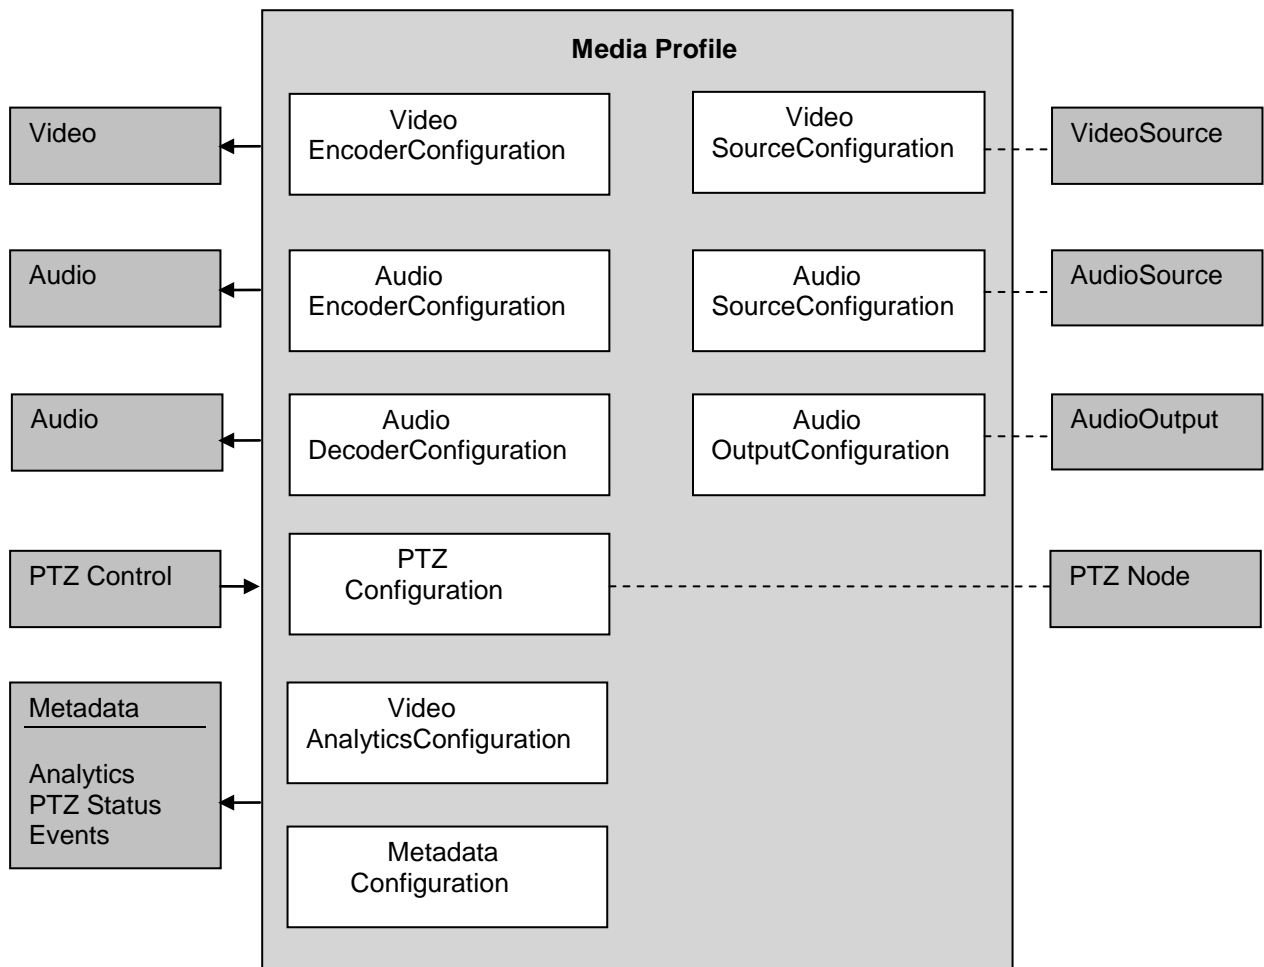 Media Profile
Video
Video
EncoderConfiguration
Video
SourceConfiguration
VideoSource
Audio
Audio
EncoderConfiguration
Audio
SourceConfiguration
AudioSource
Audio
Audio
DecoderConfiguration
Audio
OutputConfiguration
AudioOutput
PTZ Control
PTZ
Configuration
PTZ Node
Metadata
Analytics
PTZ Status
Events
Video
AnalyticsConfiguration
Metadata
Configuration